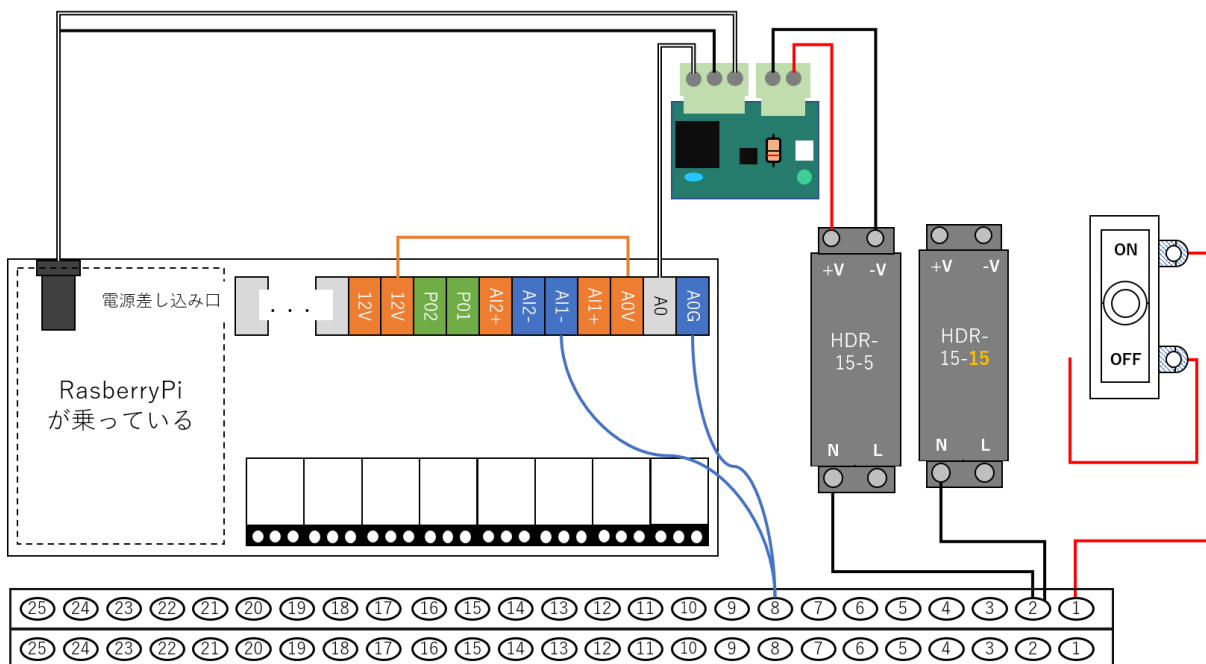 電源差し込み口
RasberryPi
が乗っている
. . .
12V
12V
P02
P01
AI2+
AI2-
AI1-
AI1+
A0V
A0
A0G
+V -V
HDR-
15-5
N L
+V -V
HDR-
15-15
N L
ON
OFF
25 24 23 22 21 20 19 18 17 16 15 14 13 12 11 10 9 8 7 6 5 4 3 2 1
25 24 23 22 21 20 19 18 17 16 15 14 13 12 11 10 9 8 7 6 5 4 3 2 1